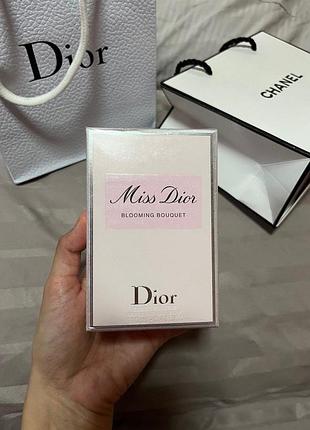 Dior
CHANEL
Miss Dior
BLOOMING BOUQUET
Dior